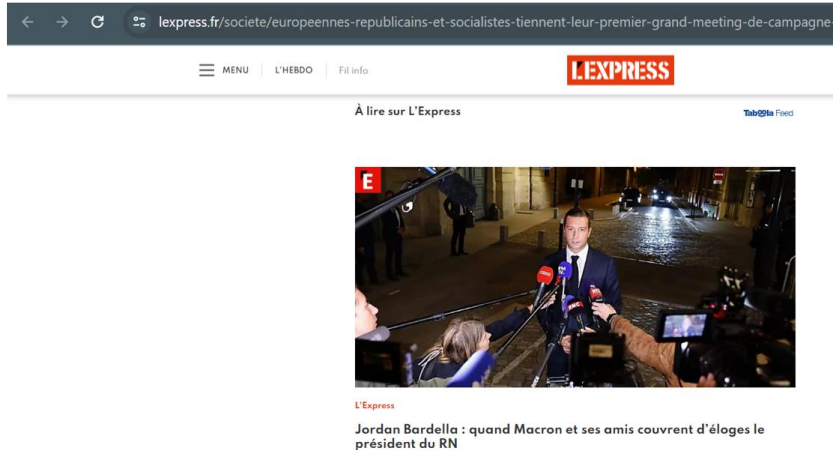 lexpress.fr/societe/europeennes-republicains-et-socialistes-tiennent-leur-premier-grand-meeting-de-campagne-
MENU
L'HEBDO
Fil info
L'EXPRESS
À lire sur L'Express
Taboola Feed
E
L'Express
Jordan Bardella : quand Macron et ses amis couvrent d'éloges le
président du RN